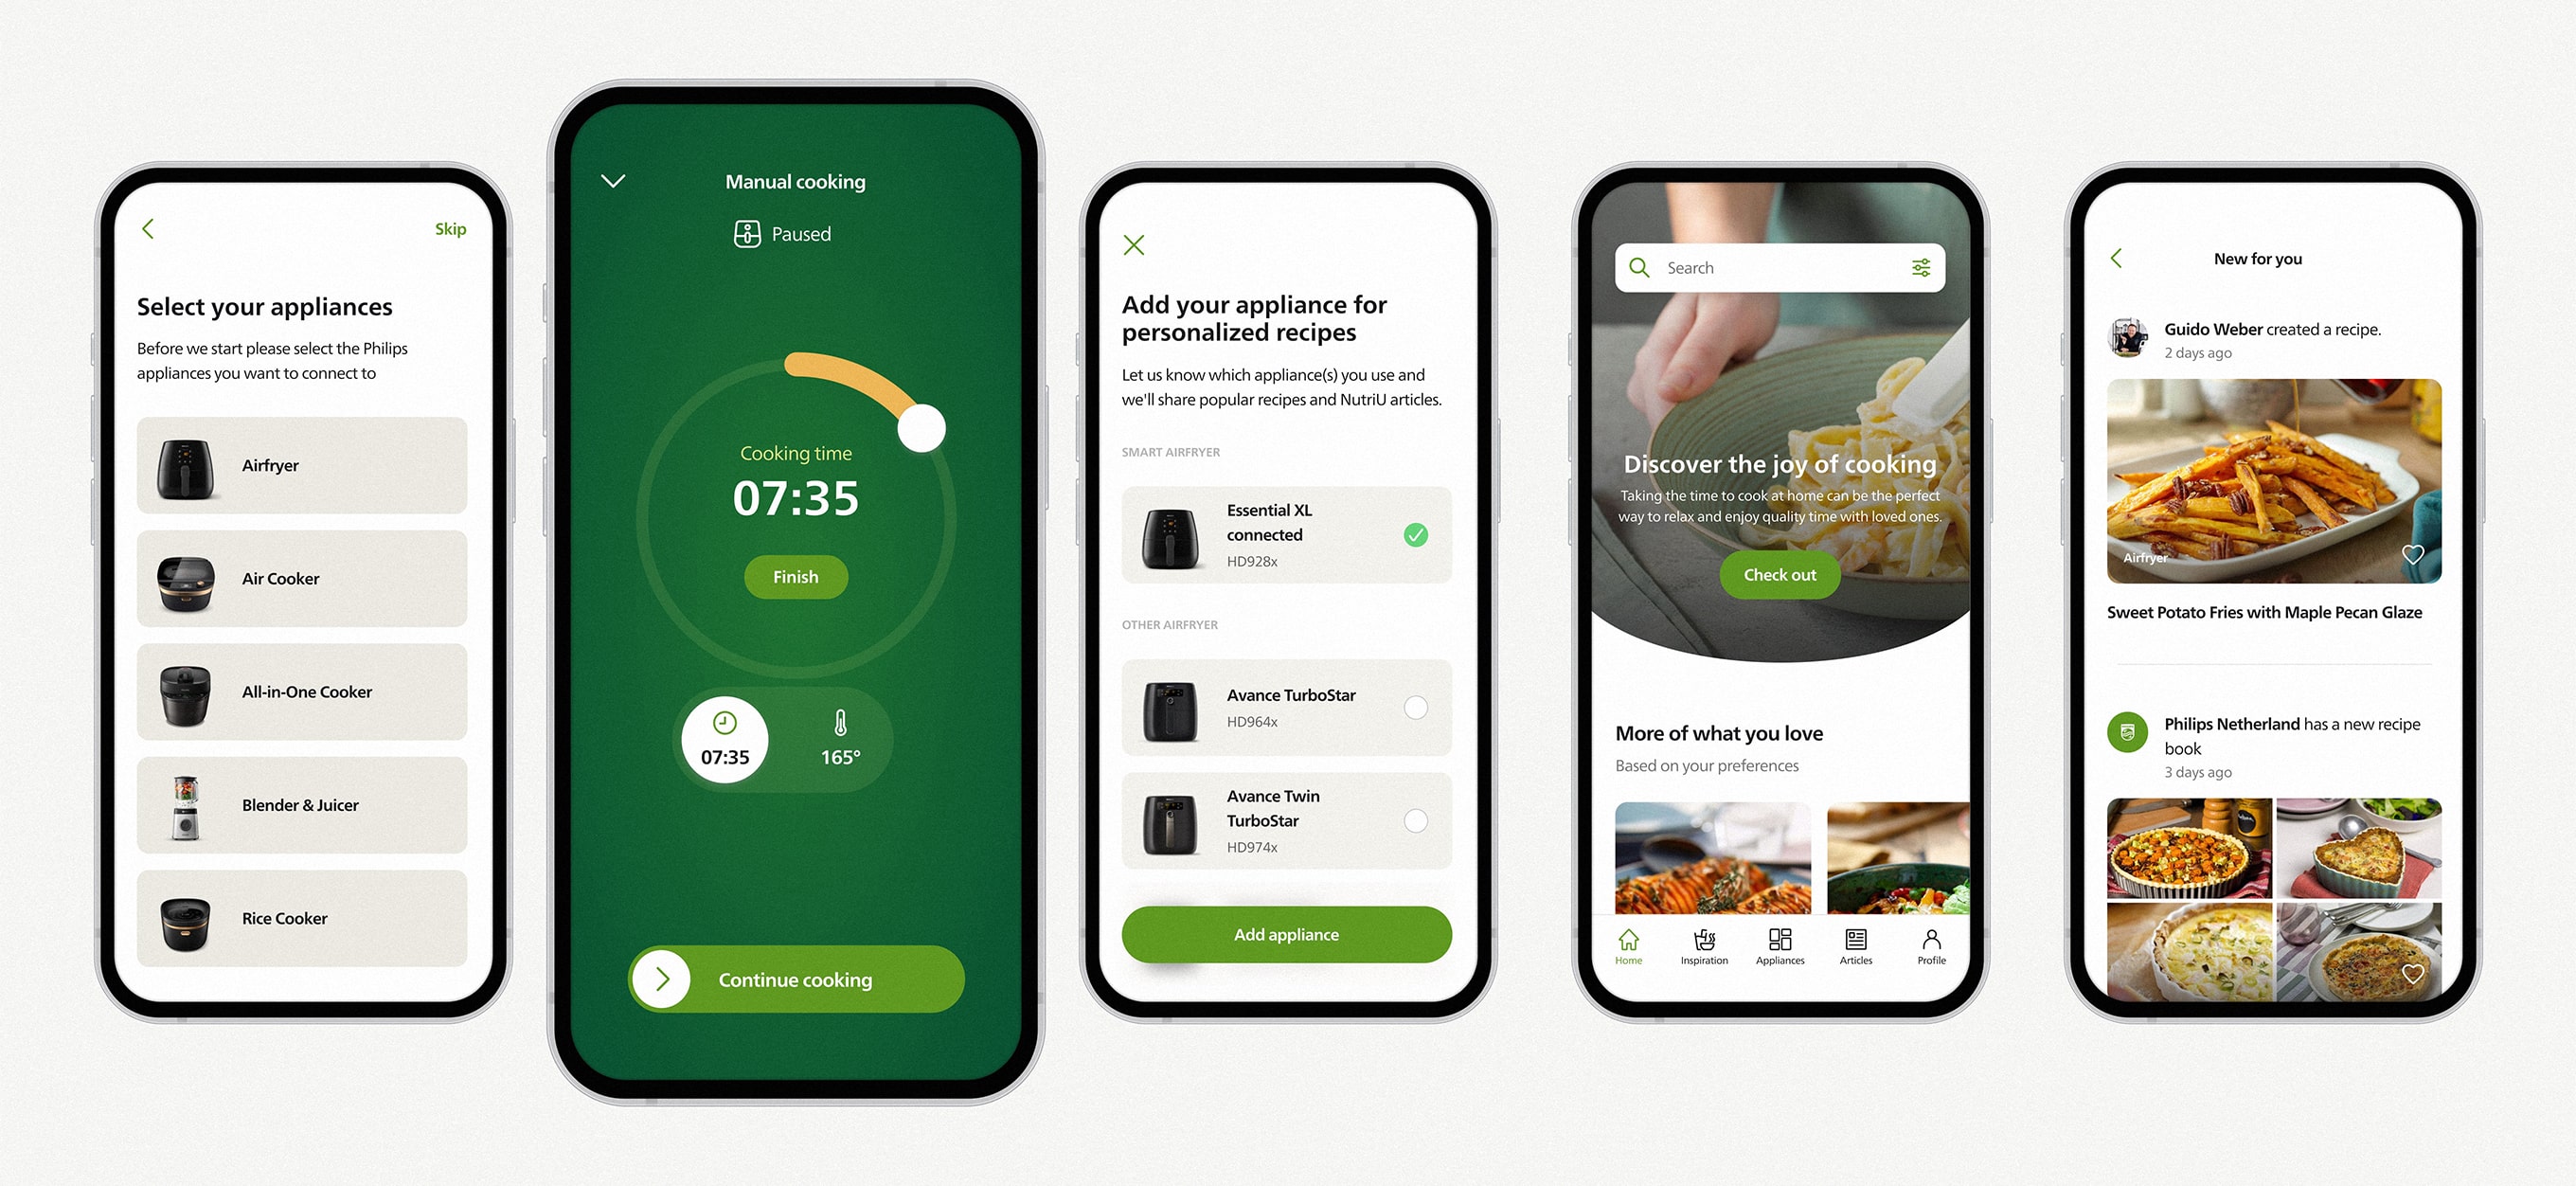 Skip
Select your appliances
Before we start please select the Philips
appliances you want to connect to
Airfryer
Air Cooker
All-in-One Cooker
Blender & Juicer
Rice Cooker
Manual cooking
Paused
Cooking time
07:35
Finish
07:35
165°
Continue cooking
Add your appliance for
personalized recipes
Let us know which appliance(s) you use and
we'll share popular recipes and NutriU articles.
SMART AIRFRYER
Essential XL
connected
HD928x
OTHER AIRFRYER
Avance TurboStar
HD964x
Avance Twin
TurboStar
HD974x
Add appliance
Search
Discover the joy of cooking
Taking the time to cook at home can be the perfect
way to relax and enjoy quality time with loved ones.
Check out
More of what you love
Based on your preferences
Home
Inspiration
Appliances
Articles
Profile
New for you
Guido Weber created a recipe.
2 days ago
Airfryer
Sweet Potato Fries with Maple Pecan Glaze
Philips Netherland has a new recipe
book
3 days ago